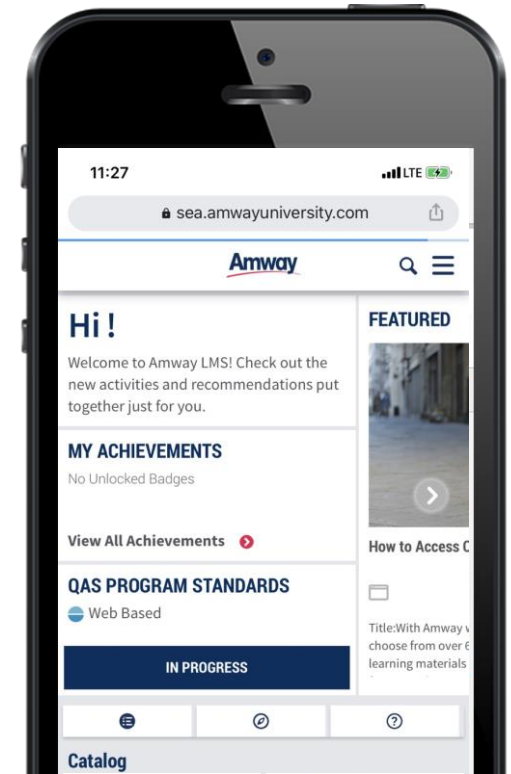 11:27
LTE
sea.amwayuniversity.com
Amway
Hi !
Welcome to Amway LMS! Check out the
new activities and recommendations put
together just for you.
MY ACHIEVEMENTS
No Unlocked Badges
View All Achievements
QAS PROGRAM STANDARDS
Web Based
IN PROGRESS
FEATURED
How to Access
Title:With Amway
choose from over
learning materials
Catalog